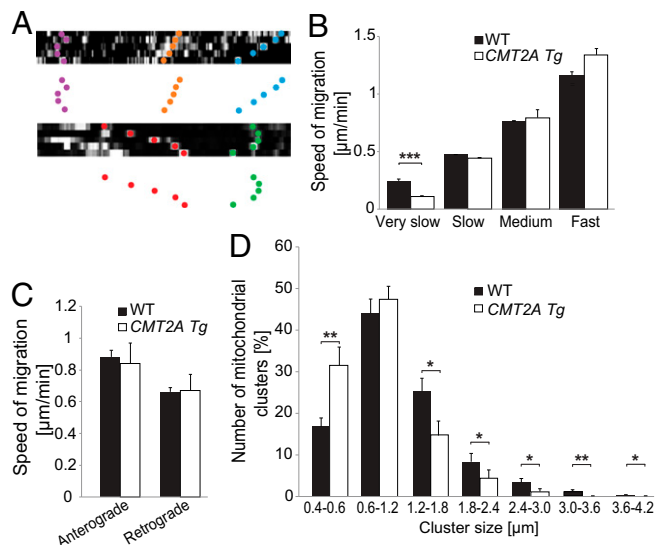 A
B
WT
CMT2A Tg
Speed of migration
[µm/min]
1.5
1
0.5
0
***
Very slow
Slow
Medium
Fast
C
WT
CMT2A Tg
Speed of migration
[µm/min]
1.2
1
0.8
0.6
0.4
0.2
0
Anterograde
Retrograde
D
WT
CMT2A Tg
Number of mitochondrial
clusters [%]
60
50
40
30
20
10
0
**
*
*
*
**
*
0.4-0.6
0.6-1.2
1.2-1.8
1.8-2.4
2.4-3.0
3.0-3.6
3.6-4.2
Cluster size [µm]